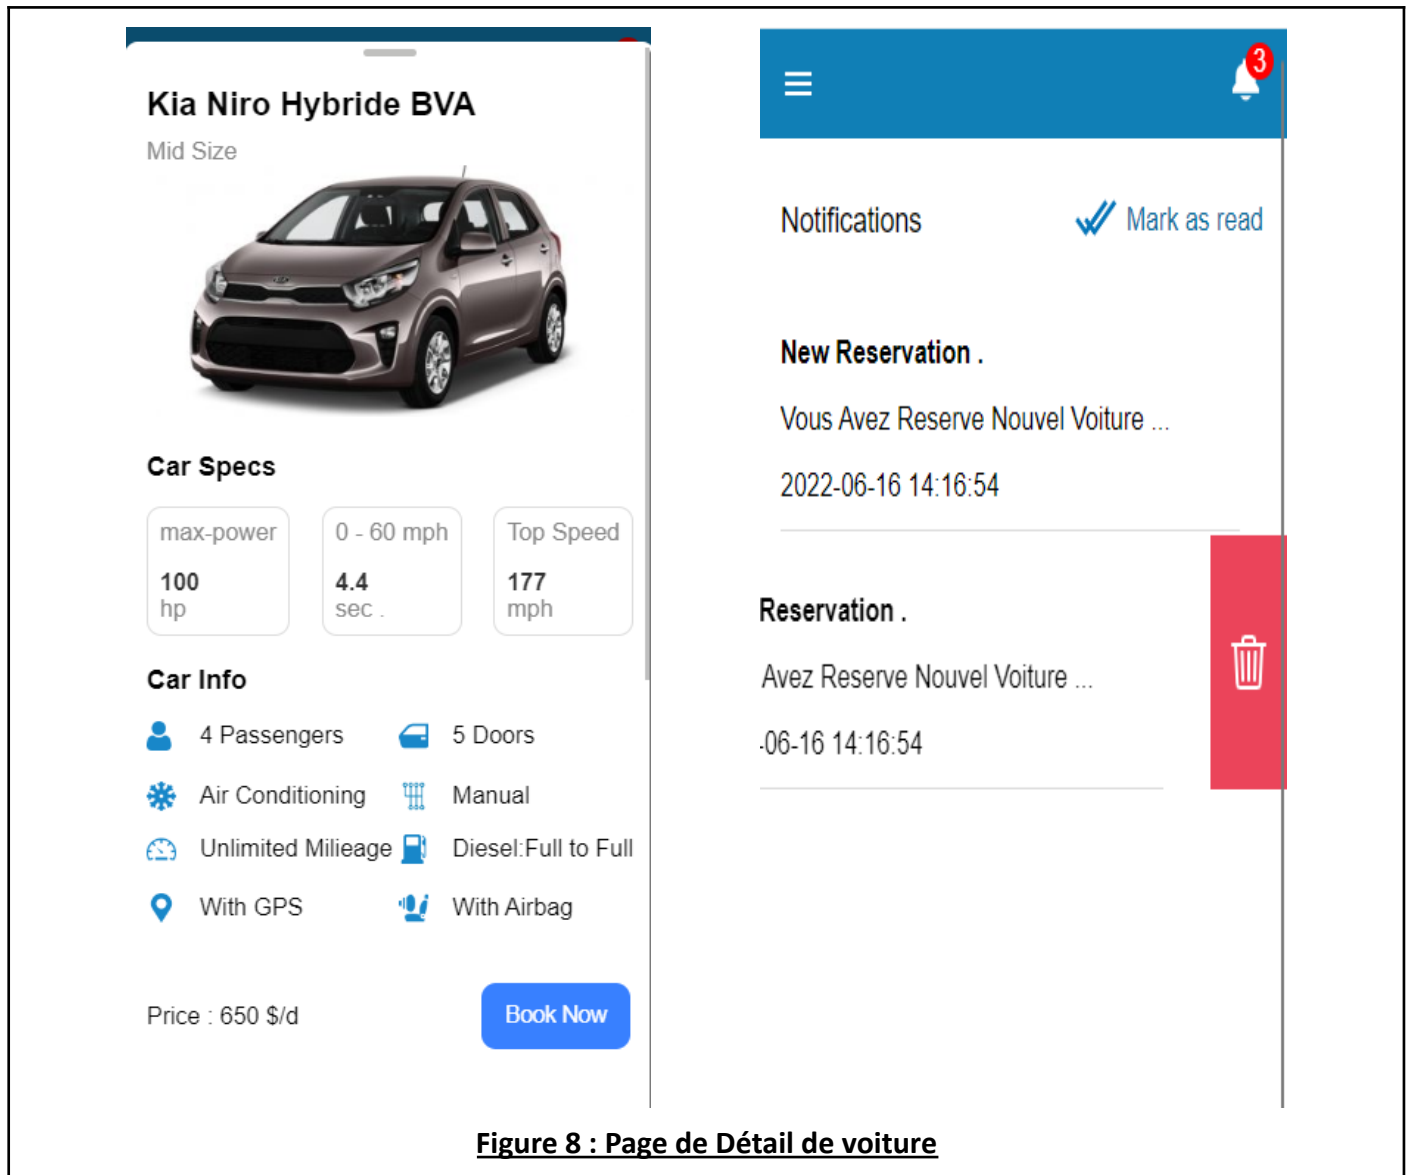 Kia Niro Hybride BVA
Mid Size
Car Specs
max-power
100
hp
0 - 60 mph
4.4
sec .
Top Speed
177
mph
Car Info
4 Passengers
5 Doors
Air Conditioning
Manual
Unlimited Milieage
Diesel:Full to Full
With GPS
With Airbag
Price : 650 $/d
Book Now
3
Notifications
Mark as read
New Reservation .
Vous Avez Reserve Nouvel Voiture ...
2022-06-16 14:16:54
Reservation .
Avez Reserve Nouvel Voiture ...
-06-16 14:16:54
Figure 8 : Page de Détail de voiture